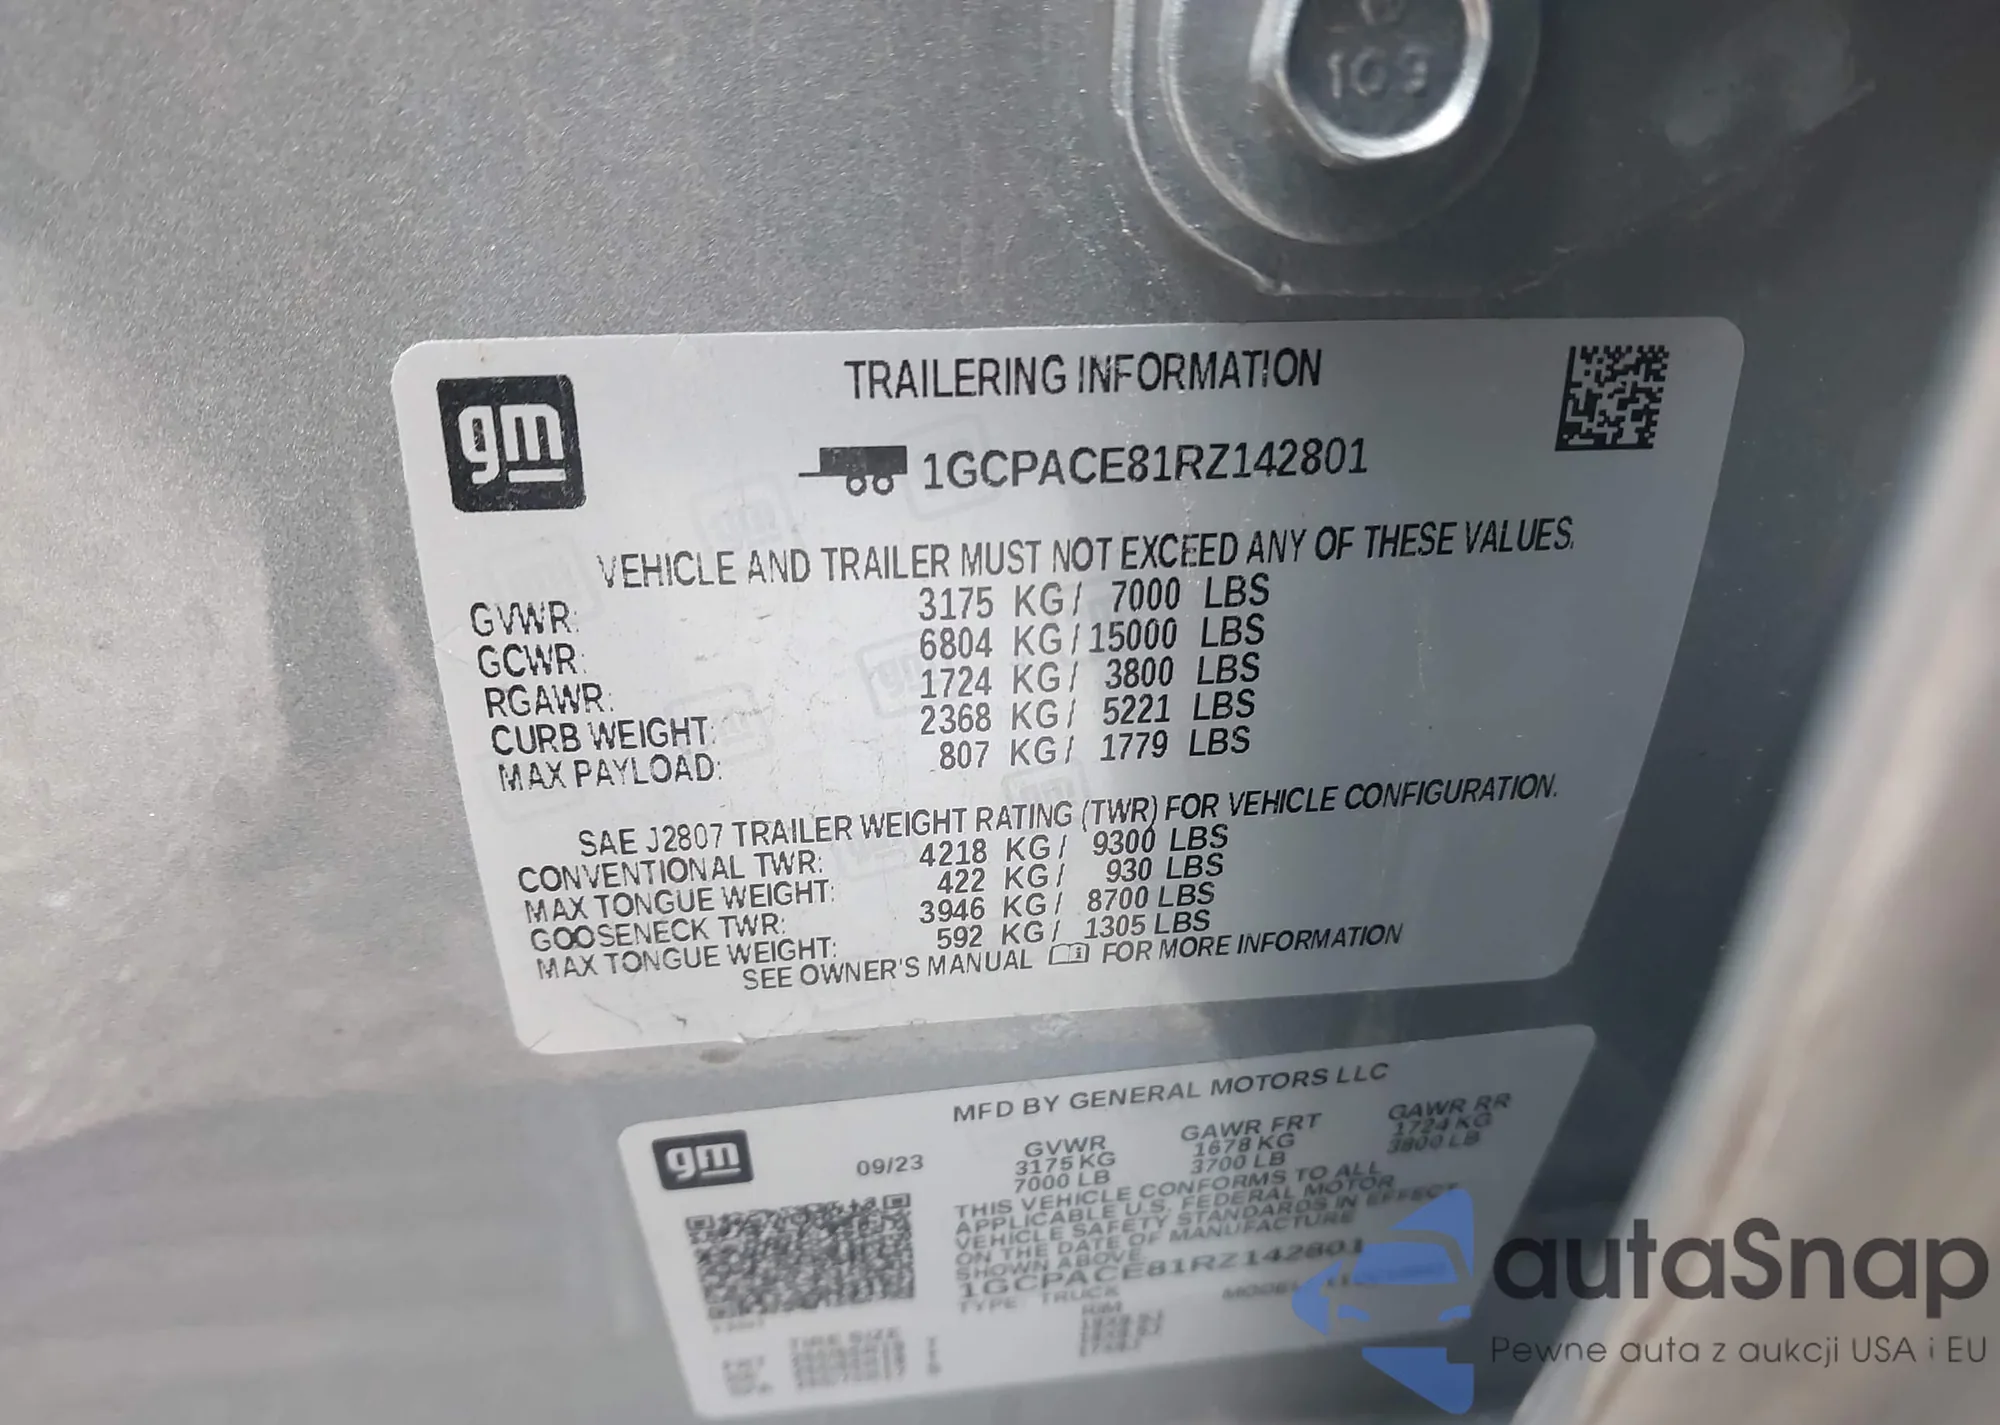 109
gm
TRAILERING INFORMATION
1GCPACE81RZ142801
VEHICLE AND TRAILER MUST NOT EXCEED ANY OF THESE VALUES.
GVWR: 3175 KG / 7000 LBS
GCWR: 6804 KG / 15000 LBS
RGAWR: 1724 KG / 3800 LBS
CURB WEIGHT: 2368 KG / 5221 LBS
MAX PAYLOAD: 807 KG / 1779 LBS
SAE J2807 TRAILER WEIGHT RATING (TWR) FOR VEHICLE CONFIGURATION.
CONVENTIONAL TWR: 4218 KG / 9300 LBS
MAX TONGUE WEIGHT: 422 KG / 930 LBS
GOOSENECK TWR: 3946 KG / 8700 LBS
MAX TONGUE WEIGHT: 592 KG / 1305 LBS
SEE OWNER'S MANUAL FOR MORE INFORMATION
MFD BY GENERAL MOTORS LLC
gm
09/23
GVWR GAWR FRT GAWR RR
3175 KG 1678 KG 1724 KG
7000 LB 3700 LB 3800 LB
THIS VEHICLE CONFORMS TO ALL
APPLICABLE U.S. FEDERAL MOTOR
VEHICLE SAFETY STANDARDS IN EFFECT
ON THE DATE OF MANUFACTURE
SHOWN ABOVE.
1GCPACE81RZ142801
TYPE: TRUCK MODEL:
TIRE SIZE RIM
autaSnap
Pewne auta z aukcji USA i EU